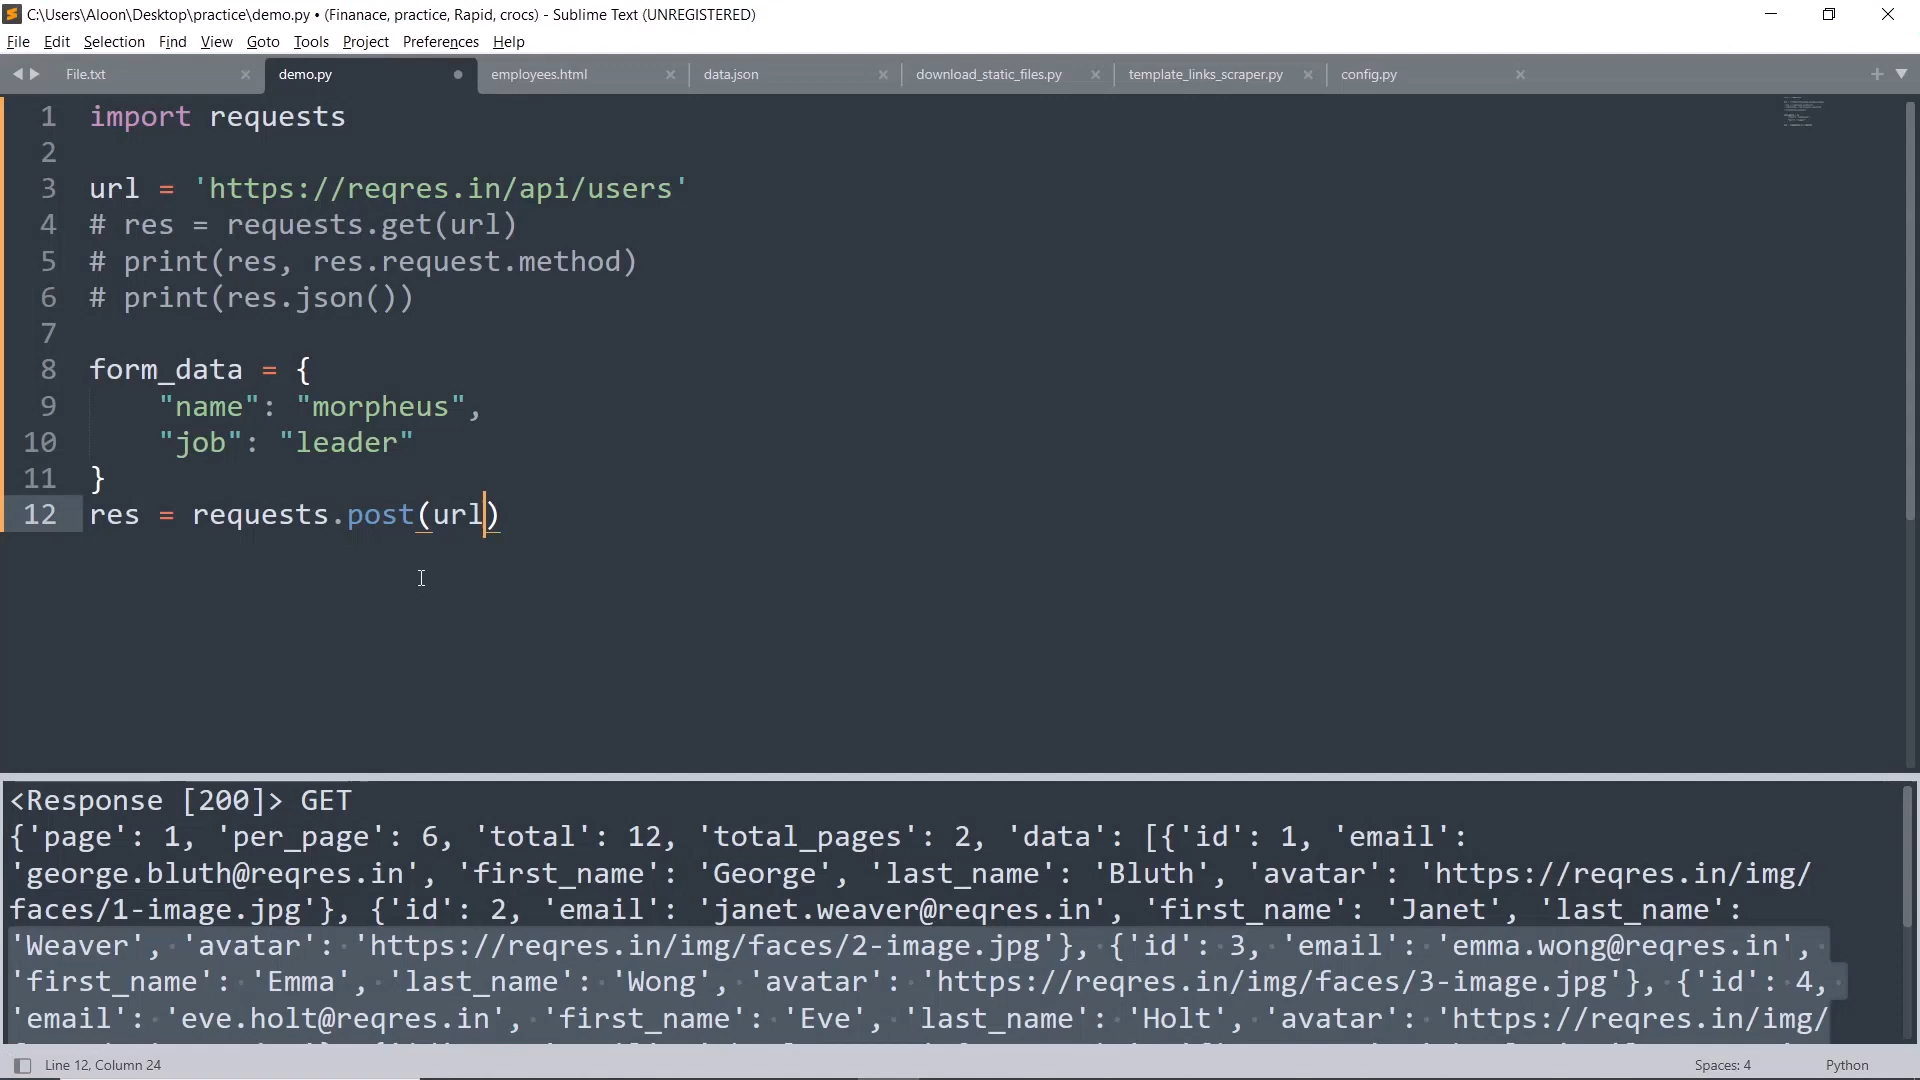 C:\Users\Aloon\Desktop\practice\demo.py • (Finanace, practice, Rapid, crocs) - Sublime Text (UNREGISTERED)
File Edit Selection Find View Goto Tools Project Preferences Help
File.txt demo.py employees.html data.json download_static_files.py template_links_scraper.py config.py
1 import requests
2
3 url = 'https://reqres.in/api/users'
4 # res = requests.get(url)
5 # print(res, res.request.method)
6 # print(res.json())
7
8 form_data = {
9 "name": "morpheus",
10 "job": "leader"
11 }
12 res = requests.post(url)
<Response [200]> GET
{'page': 1, 'per_page': 6, 'total': 12, 'total_pages': 2, 'data': [{'id': 1, 'email':
'george.bluth@reqres.in', 'first_name': 'George', 'last_name': 'Bluth', 'avatar': 'https://reqres.in/img/
faces/1-image.jpg'}, {'id': 2, 'email': 'janet.weaver@reqres.in', 'first_name': 'Janet', 'last_name':
'Weaver', 'avatar': 'https://reqres.in/img/faces/2-image.jpg'}, {'id': 3, 'email': 'emma.wong@reqres.in',
'first_name': 'Emma', 'last_name': 'Wong', 'avatar': 'https://reqres.in/img/faces/3-image.jpg'}, {'id': 4,
'email': 'eve.holt@reqres.in', 'first_name': 'Eve', 'last_name': 'Holt', 'avatar': 'https://reqres.in/img/
Line 12, Column 24 Spaces: 4 Python